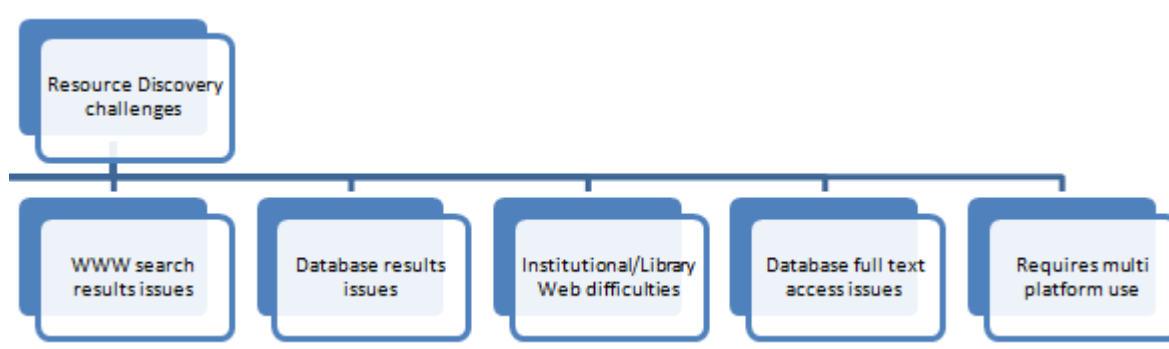 Resource Discovery
challenges
WWW search
results issues
Database results
issues
Institutional/Library
Web difficulties
Database full text
access issues
Requires multi
platform use